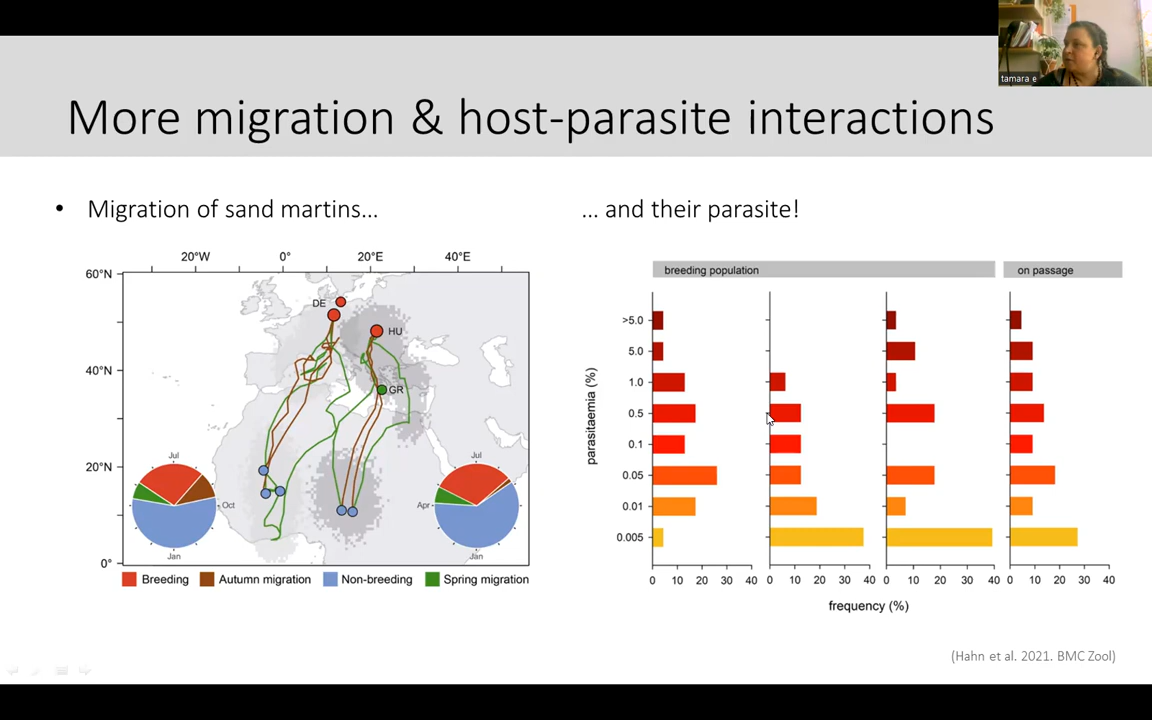 tamara e
More migration & host-parasite interactions
• Migration of sand martins...
... and their parasite!
20°W 0° 20°E 40°E
60°N
40°N
20°N
0°
DE
HU
GR
Jul
Oct
Jan
Jul
Apr
Jan
Breeding Autumn migration Non-breeding Spring migration
breeding population on passage
parasitaemia (%)
>5.0
5.0
1.0
0.5
0.1
0.05
0.01
0.005
0 10 20 30 40 0 10 20 30 40 0 10 20 30 40 0 10 20 30 40
frequency (%)
(Hahn et al. 2021. BMC Zool)